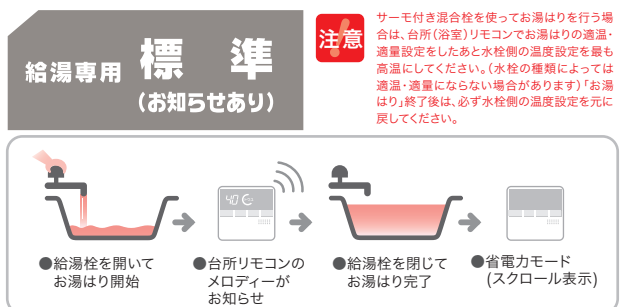 給湯専用 標 準
(お知らせあり)
注意
サーモ付き混合栓を使ってお湯はりを行う場
合は、台所(浴室)リモコンでお湯はりの適温・
適量設定をしたあと水栓側の温度設定を最も
高温にしてください。(水栓の種類によっては
適温・適量にならない場合があります)「お湯
はり」終了後は、必ず水栓側の温度設定を元に
戻してください。
40
●給湯栓を開いて
お湯はり開始
●台所リモコンの
メロディーが
お知らせ
●給湯栓を閉じて
お湯はり完了
●省電力モード
(スクロール表示)